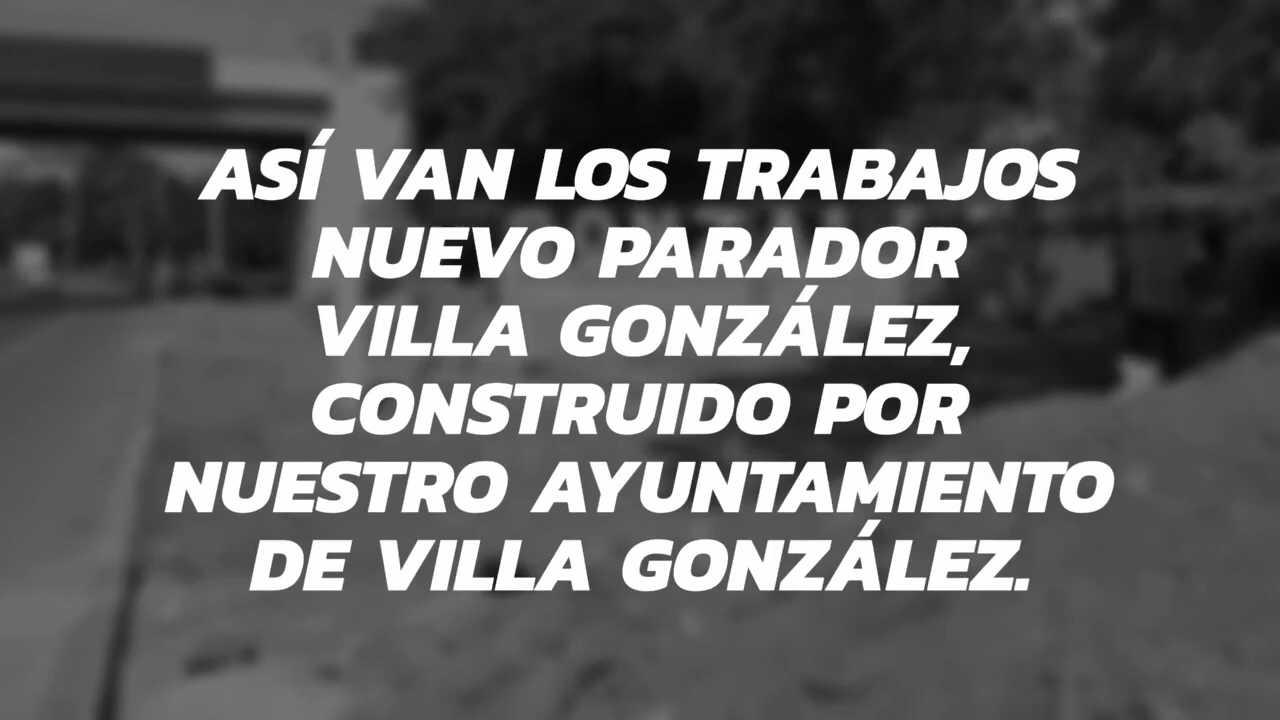 ASÍ VAN LOS TRABAJOS
NUEVO PARADOR
VILLA GONZÁLEZ,
CONSTRUIDO POR
NUESTRO AYUNTAMIENTO
DE VILLA GONZÁLEZ.